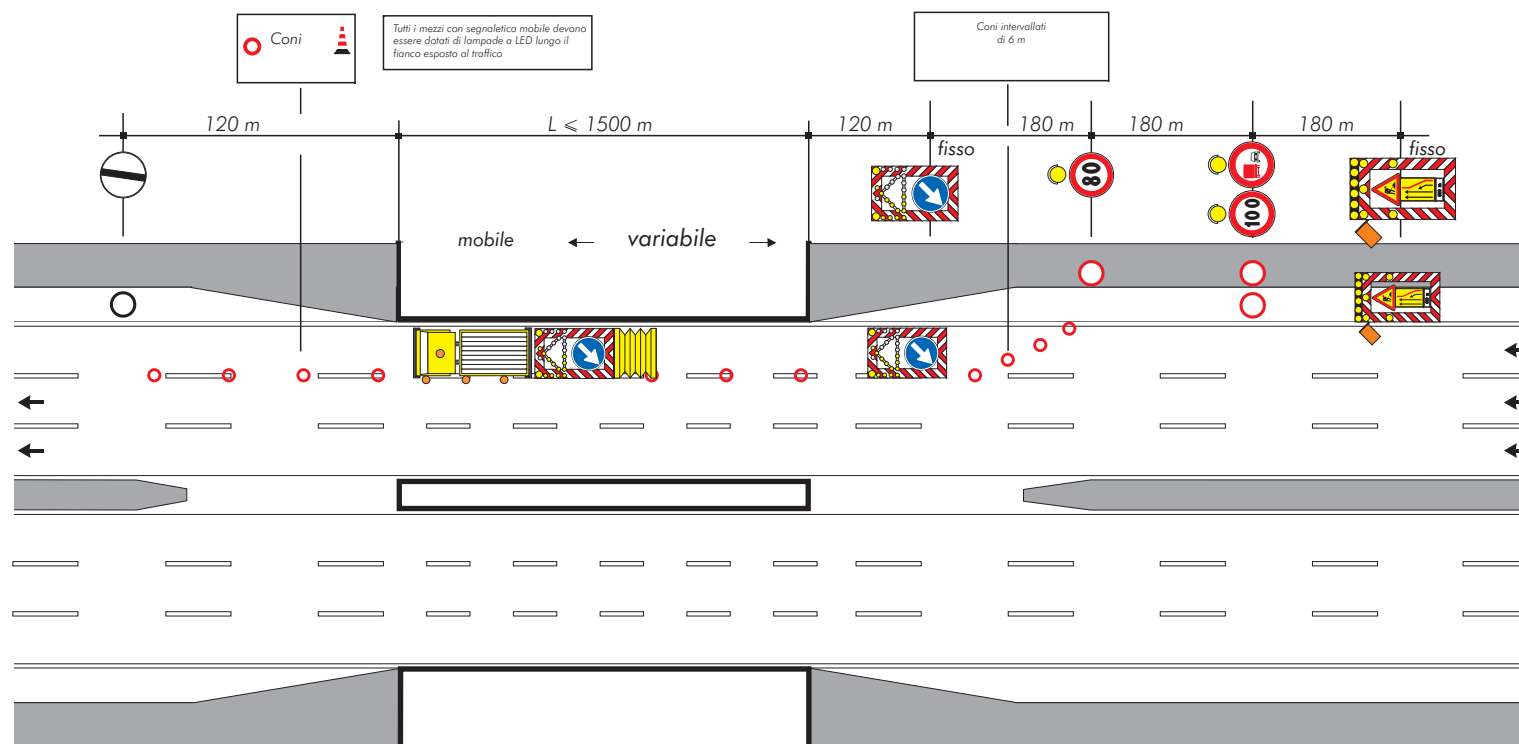 Coni
Tutti i mezzi con segnaletica mobile devono
essere dotati di lampade a LED lungo il
fianco esposto al traffico
Coni intervallati
di 6 m
120 m
L ⩽ 1500 m
120 m
180 m
180 m
180 m
fisso
fisso
80
100
mobile
variabile